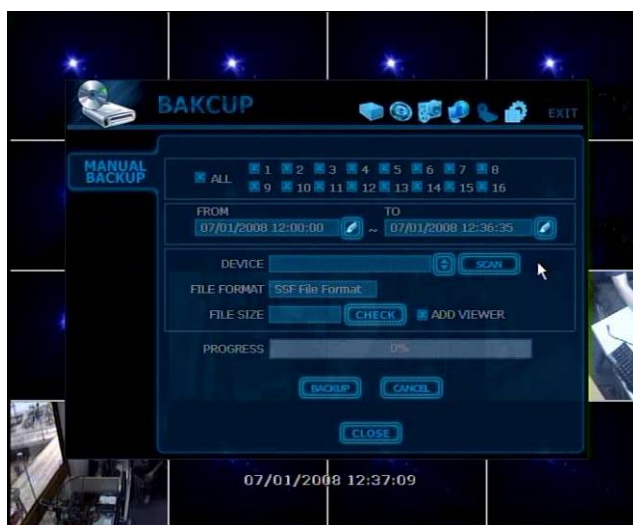 BAKCUP
EXIT
MANUAL BACKUP
ALL 1 2 3 4 5 6 7 8
9 10 11 12 13 14 15 16
FROM TO
07/01/2008 12:00:00 ~ 07/01/2008 12:36:35
DEVICE SCAN
FILE FORMAT SSF File Format
FILE SIZE CHECK ADD VIEWER
PROGRESS 0%
BACKUP CANCEL
CLOSE
07/01/2008 12:37:09